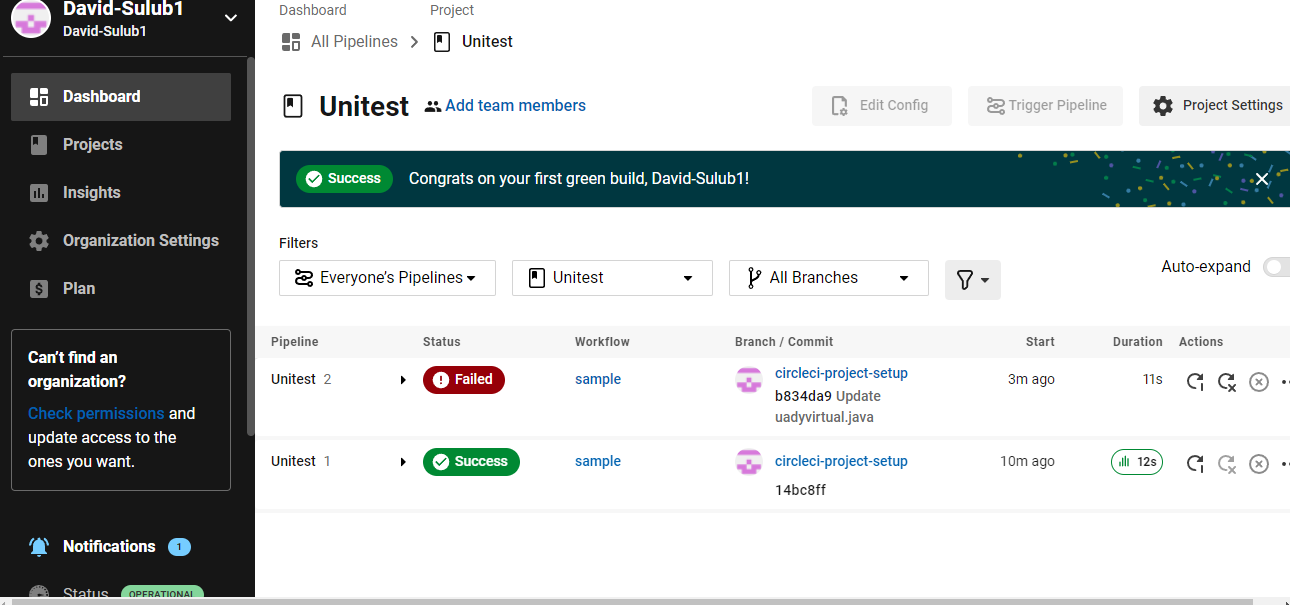 David-Sulub1
David-Sulub1
Dashboard
Projects
Insights
Organization Settings
Plan
Can't find an
organization?
Check permissions and
update access to the
ones you want.
Notifications 1
Status OPERATIONAL
Dashboard Project
All Pipelines Unitest
Unitest Add team members Edit Config Trigger Pipeline Project Settings
Success Congrats on your first green build, David-Sulub1!
Filters
Everyone's Pipelines Unitest All Branches Auto-expand
Pipeline Status Workflow Branch / Commit Start Duration Actions
Unitest 2 Failed sample circleci-project-setup 3m ago 11s
b834da9 Update
uadyvirtual.java
Unitest 1 Success sample circleci-project-setup 10m ago 12s
14bc8ff